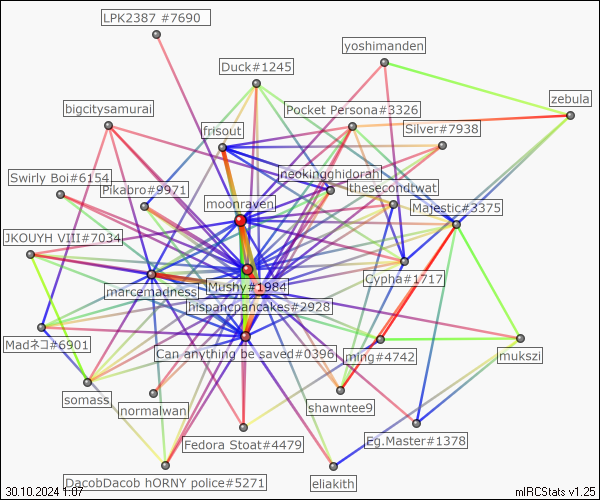 LPK2387 #7690
yoshimanden
Duck#1245
zebula
bigcitysamurai
Pocket Persona#3326
frisout
Silver#7938
neokingghidorah
Swirly Boi#6154
Pikabro#9971
thesecondtwat
moonraven
Majestic#3375
JKOUYH VIII#7034
Cypha#1717
Mushy#1984
marcemadness
hispancpancakes#2928
Madネコ#6901
Can anything be saved#0396
ming#4742
mukszi
somass
normalwan
shawntee9
Fedora Stoat#4479
Eg.Master#1378
DacobDacob hORNY police#5271
eliakith
30.10.2024 1:07
mIRCStats v1.25